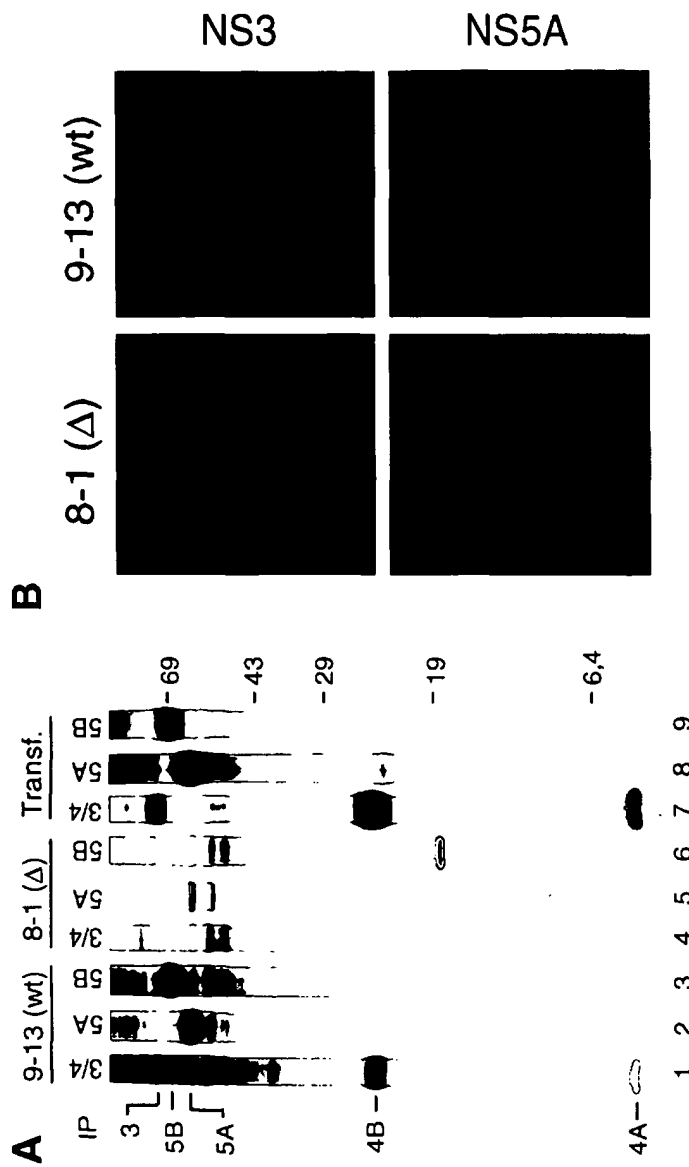 A
9-13 (wt)
8-1 (Δ)
Transf.
IP
3/4
5A
5B
3/4
5A
5B
3/4
5A
5B
3
5B
5A
4B
4A
69
43
29
19
6,4
1 2 3 4 5 6 7 8 9
B
8-1 (Δ)
9-13 (wt)
NS3
NS5A